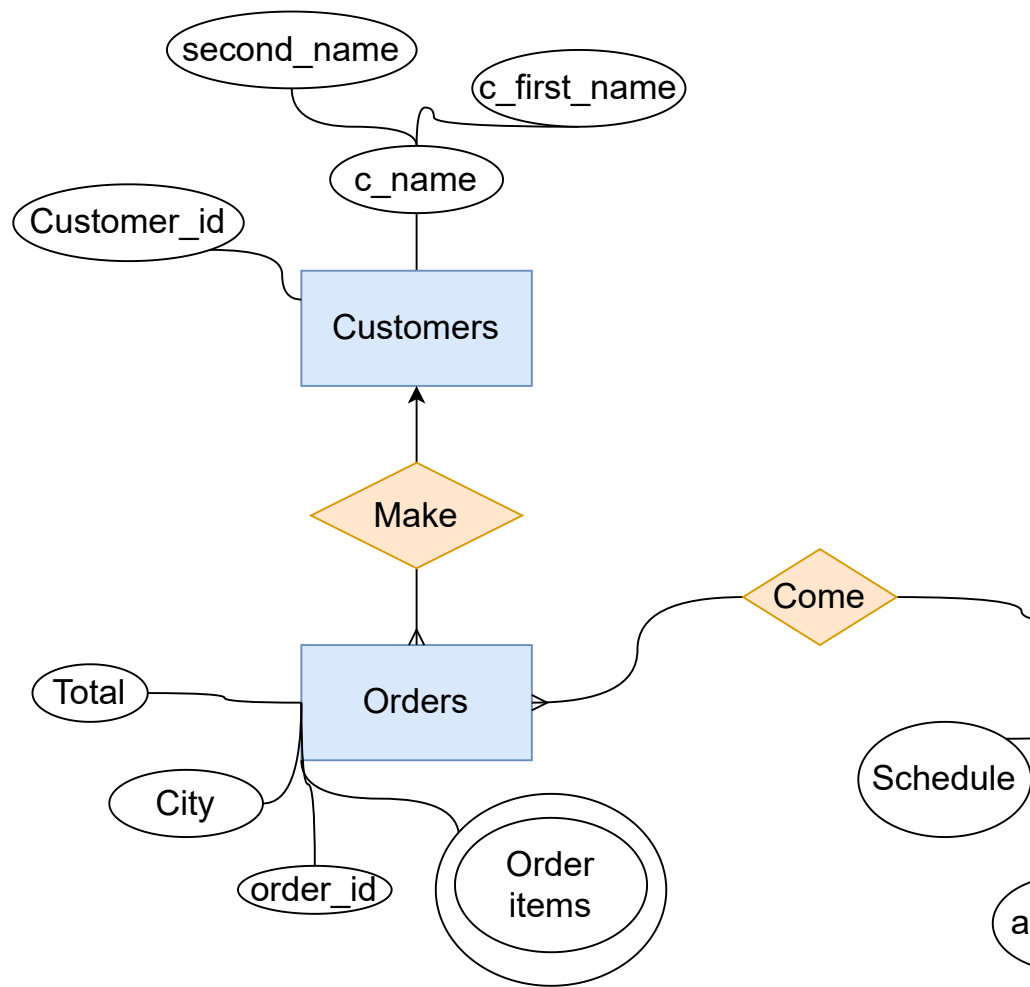 second_name
c_first_name
c_name
Customer_id
Customers
Make
Come
Total
Orders
Schedule
City
order_id
Order
items